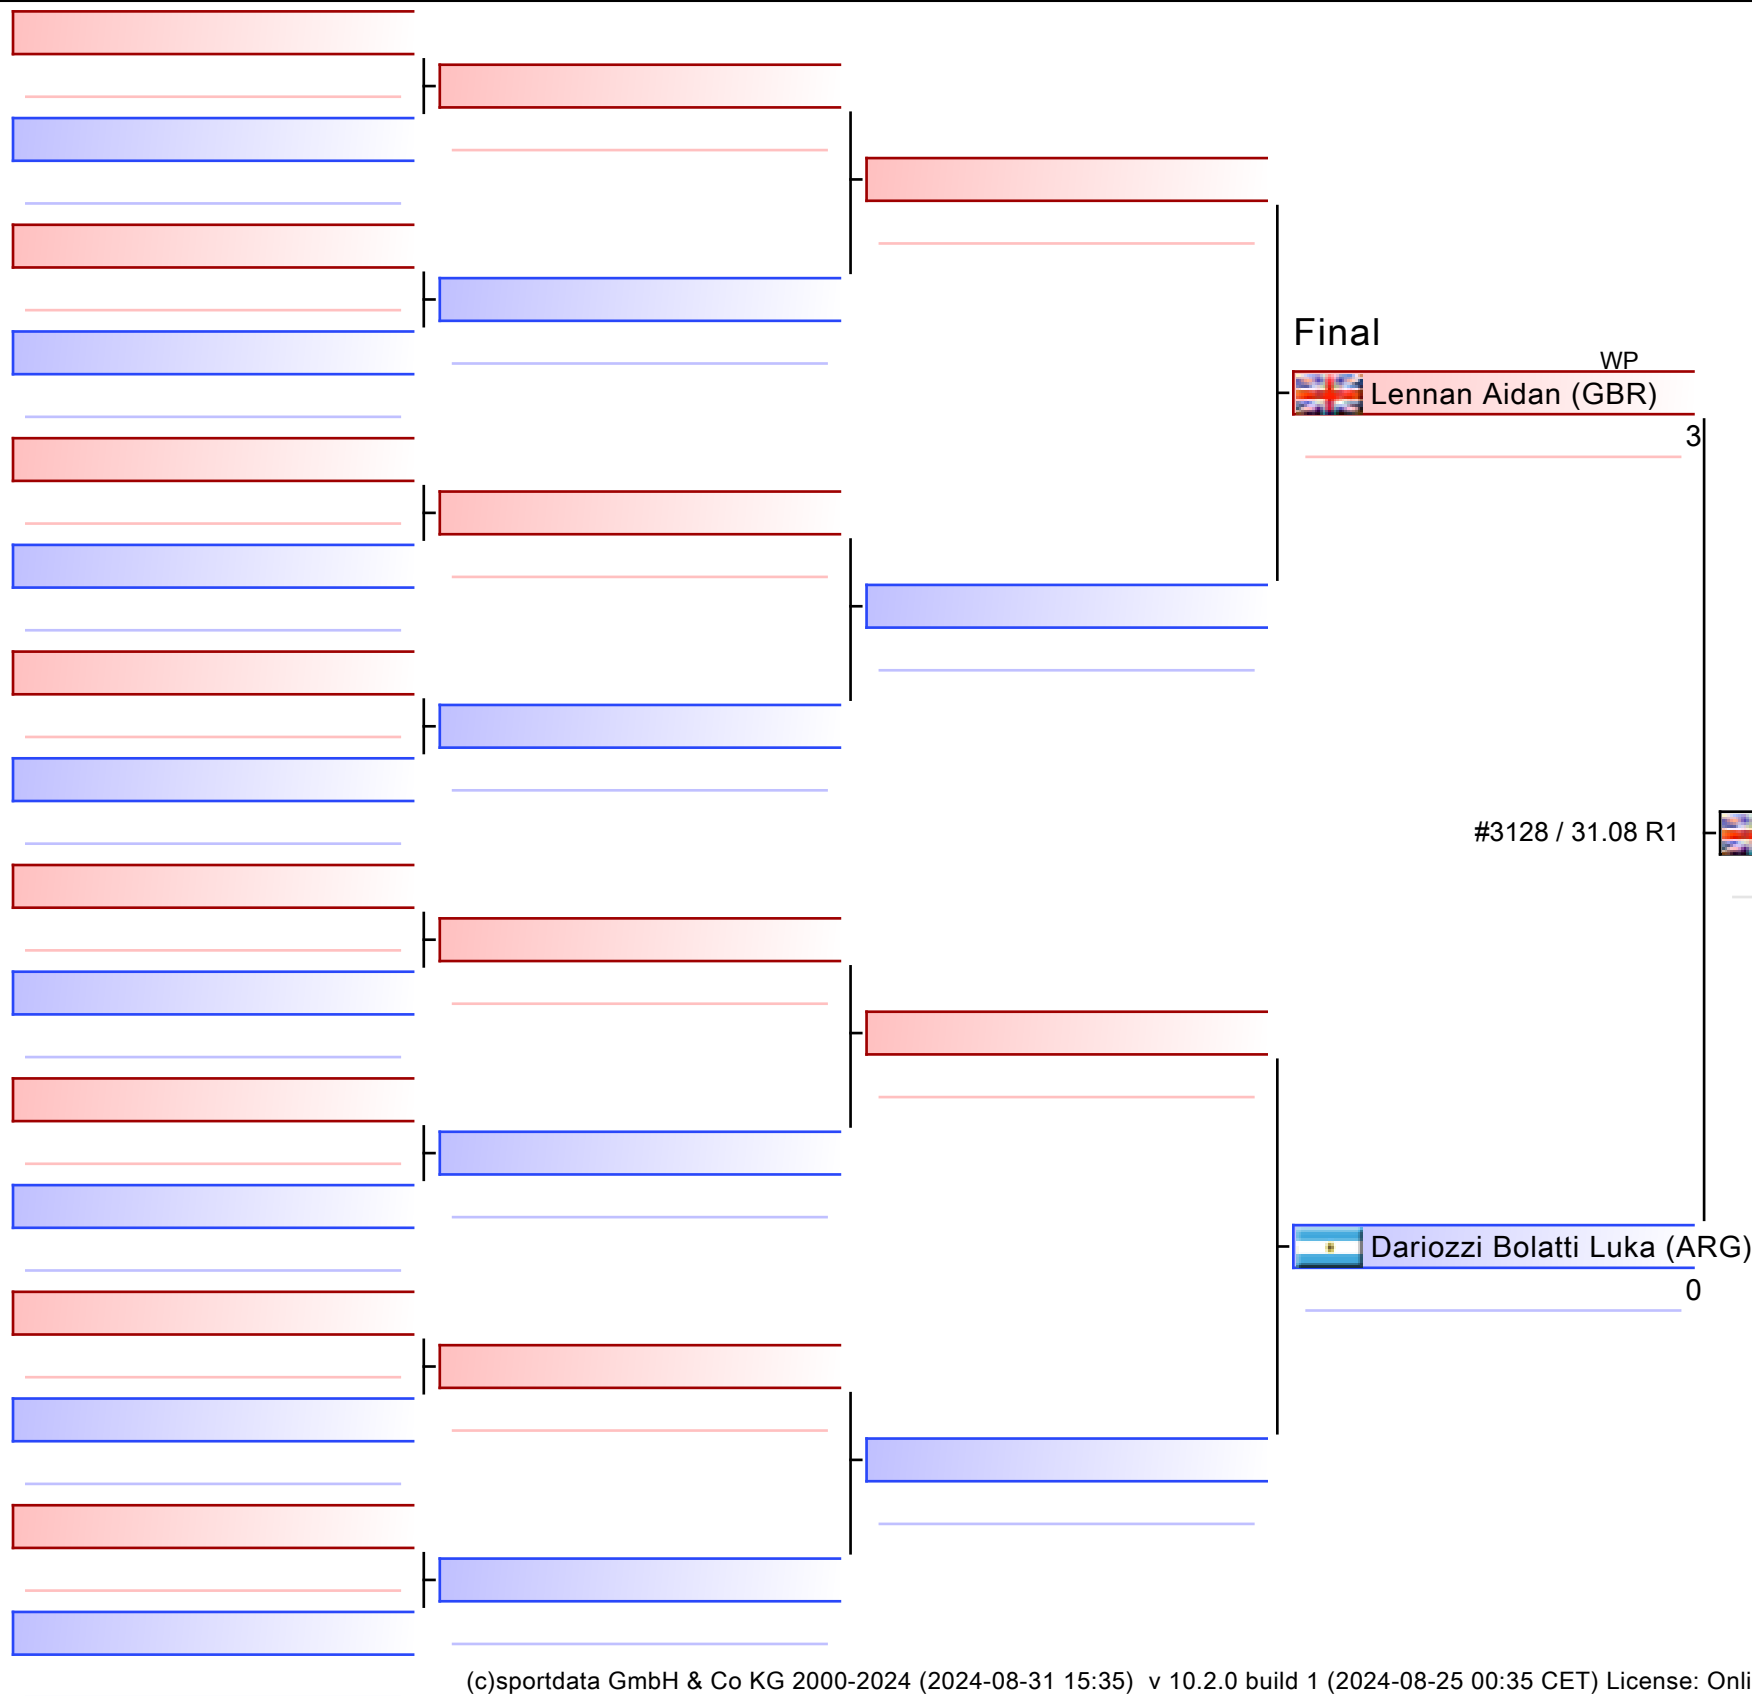 Final
WP
Lennan Aidan (GBR)
3
#3128 / 31.08 R1
Dariozzi Bolatti Luka (ARG)
0
(c)sportdata GmbH & Co KG 2000-2024 (2024-08-31 15:35) v 10.2.0 build 1 (2024-08-25 00:35 CET) License: Onli